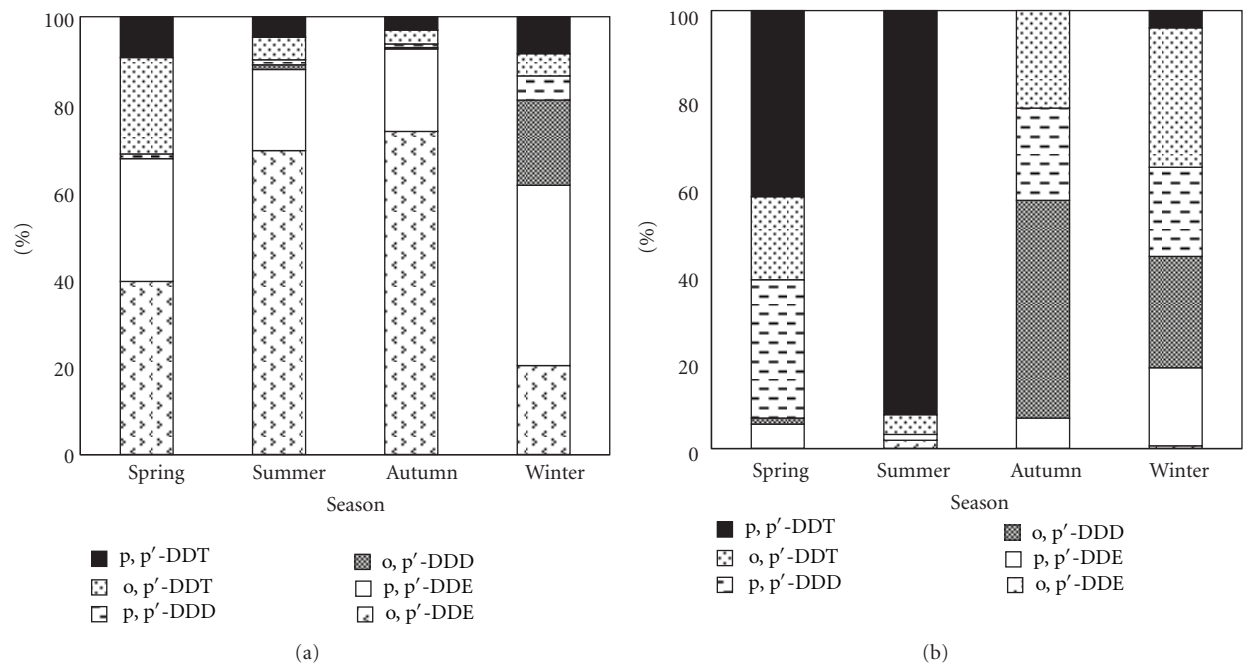 100
80
60
40
20
0
(%)
Spring Summer Autumn Winter
Season
p, p′-DDT
o, p′-DDT
p, p′-DDD
o, p′-DDD
p, p′-DDE
o, p′-DDE
(a)
100
80
60
40
20
0
(%)
Spring Summer Autumn Winter
Season
p, p′-DDT
o, p′-DDT
p, p′-DDD
o, p′-DDD
p, p′-DDE
o, p′-DDE
(b)